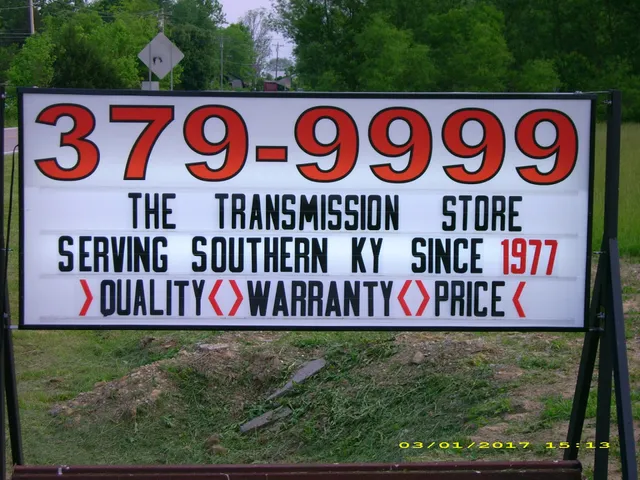 379-9999
THE TRANSMISSION STORE
SERVING SOUTHERN KY SINCE 1977
>QUALITY<>WARRANTY<>PRICE<
03/01/2017 15:13